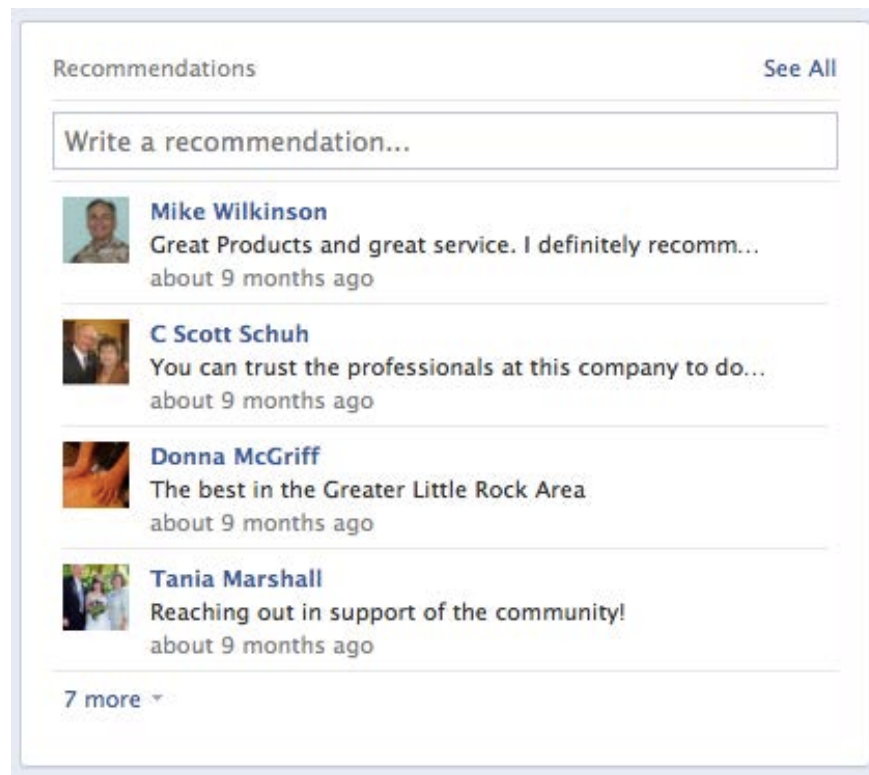 Recommendations See All
Write a recommendation...
Mike Wilkinson
Great Products and great service. I definitely recomm...
about 9 months ago
C Scott Schuh
You can trust the professionals at this company to do...
about 9 months ago
Donna McGriff
The best in the Greater Little Rock Area
about 9 months ago
Tania Marshall
Reaching out in support of the community!
about 9 months ago
7 more